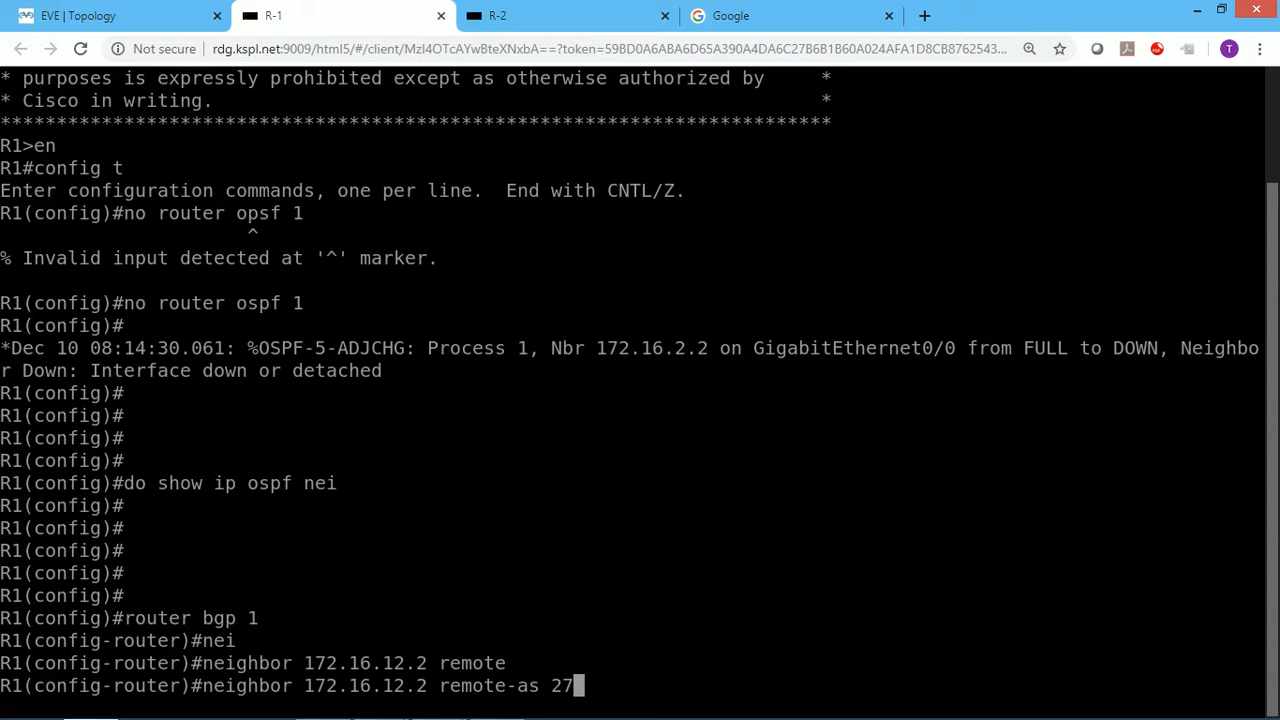 EVE | Topology
R-1
R-2
Google
Not secure
rdg.kspl.net:9009/html5/#/client/MzI4OTcAYwBteXNxbA==?token=59BD0A6ABA6D65A390A4DA6C27B6B1B60A024AFA1D8CB8762543...
T
* purposes is expressly prohibited except as otherwise authorized by *
* Cisco in writing. *
**************************************************************************
R1>en
R1#config t
Enter configuration commands, one per line.  End with CNTL/Z.
R1(config)#no router opsf 1
^
% Invalid input detected at '^' marker.
R1(config)#no router ospf 1
R1(config)#
*Dec 10 08:14:30.061: %OSPF-5-ADJCHG: Process 1, Nbr 172.16.2.2 on GigabitEthernet0/0 from FULL to DOWN, Neighbo
r Down: Interface down or detached
R1(config)#
R1(config)#
R1(config)#
R1(config)#
R1(config)#do show ip ospf nei
R1(config)#
R1(config)#
R1(config)#
R1(config)#
R1(config)#
R1(config)#router bgp 1
R1(config-router)#nei
R1(config-router)#neighbor 172.16.12.2 remote
R1(config-router)#neighbor 172.16.12.2 remote-as 27